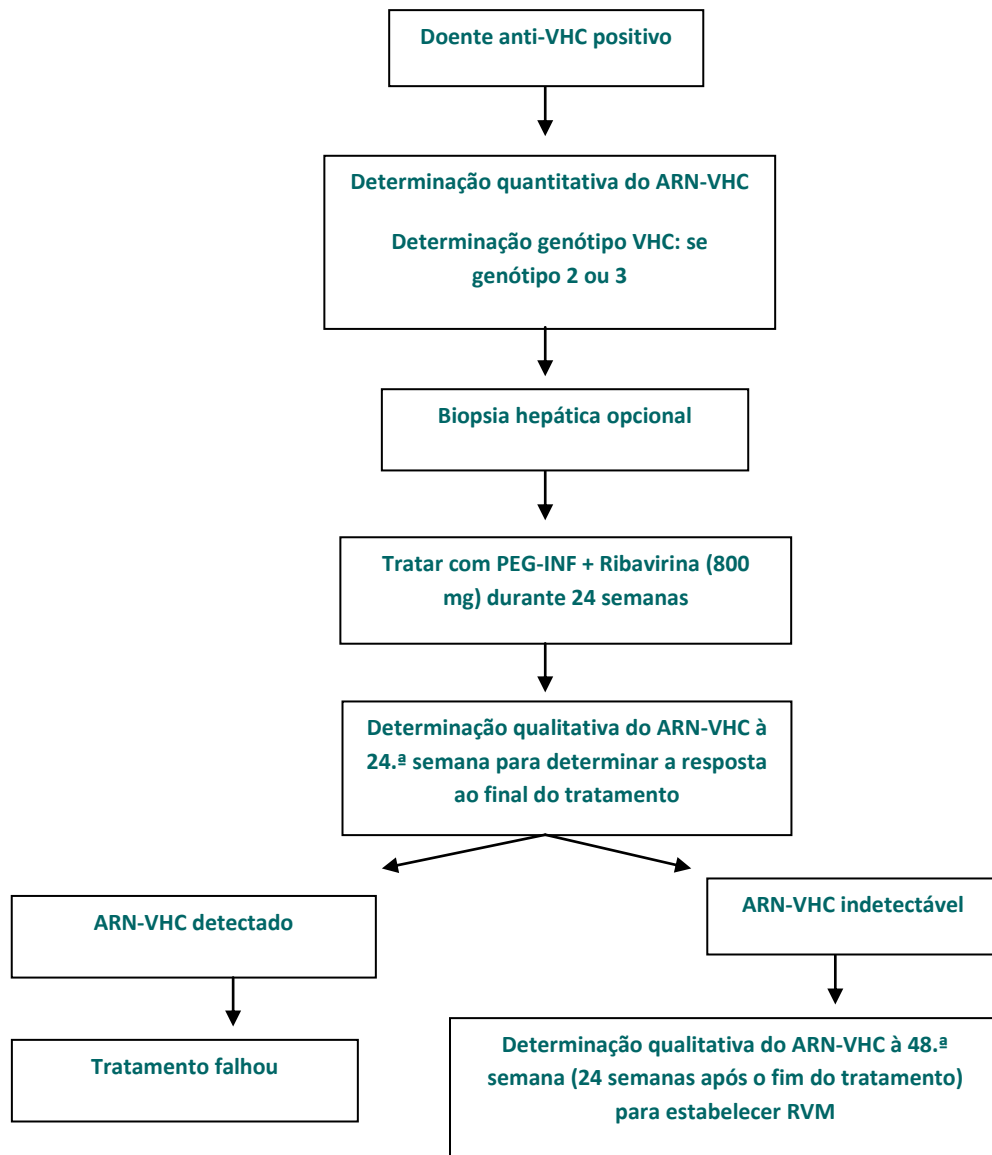 Doente anti-VHC positivo
Determinação quantitativa do ARN-VHC
Determinação genótipo VHC: se
genótipo 2 ou 3
Biopsia hepática opcional
Tratar com PEG-INF + Ribavirina (800
mg) durante 24 semanas
Determinação qualitativa do ARN-VHC à
24.ª semana para determinar a resposta
ao final do tratamento
ARN-VHC detectado
ARN-VHC indetectável
Tratamento falhou
Determinação qualitativa do ARN-VHC à 48.ª
semana (24 semanas após o fim do tratamento)
para estabelecer RVM